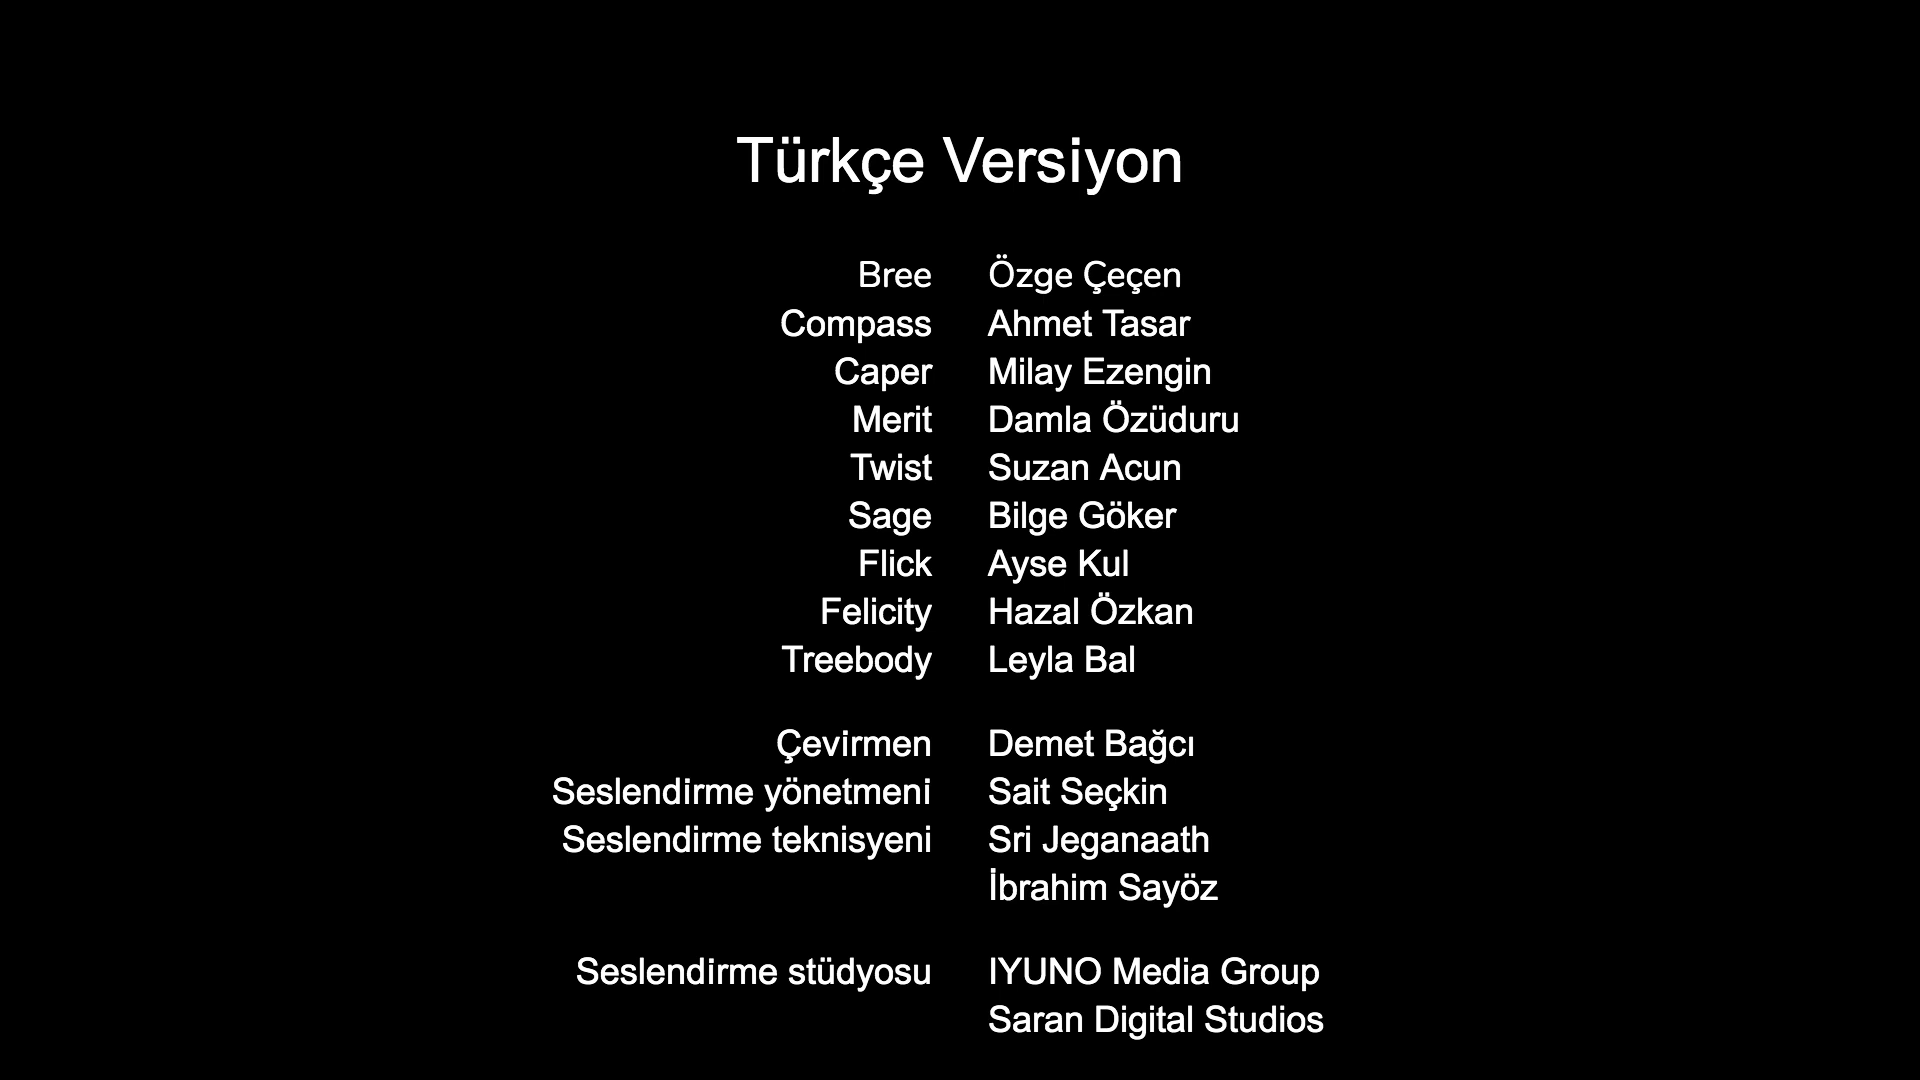 Türkçe Versiyon
Bree Özge Çeçen
Compass Ahmet Tasar
Caper Milay Ezengin
Merit Damla Özüduru
Twist Suzan Acun
Sage Bilge Göker
Flick Ayse Kul
Felicity Hazal Özkan
Treebody Leyla Bal
Çevirmen Demet Bağcı
Seslendirme yönetmeni Sait Seçkin
Seslendirme teknisyeni Sri Jeganaath
İbrahim Sayöz
Seslendirme stüdyosu IYUNO Media Group
Saran Digital Studios